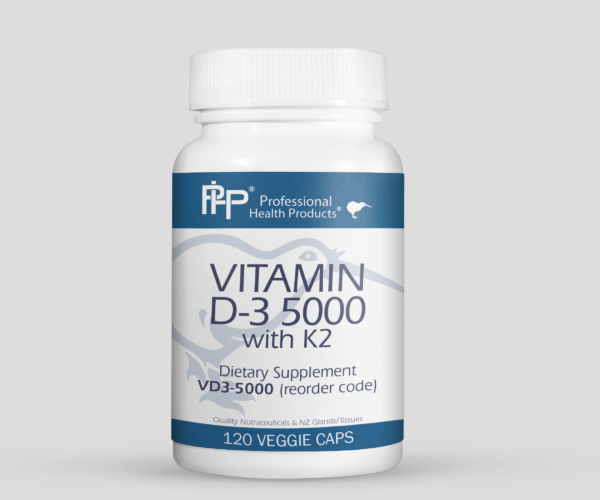 PHP® Professional
Health Products®
VITAMIN
D-3 5000
with K2
Dietary Supplement
VD3-5000 (reorder code)
Quality Nutraceuticals & NZ Glands/Tissues
120 VEGGIE CAPS